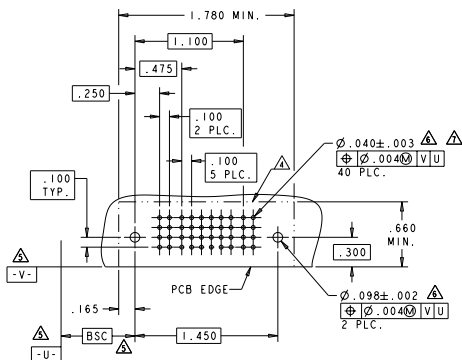 1.780 MIN.
1.100
.475
.250
.100
2 PLC.
.100
5 PLC.
4
Ø.040±.003 6 7
⌖ Ø.004Ⓜ V U
40 PLC.
.100
TYP.
.660
MIN.
.300
5
-V-
PCB EDGE
.165
Ø.098±.002 6
⌖ Ø.004Ⓜ V U
2 PLC.
5
-U-
BSC
5
1.450